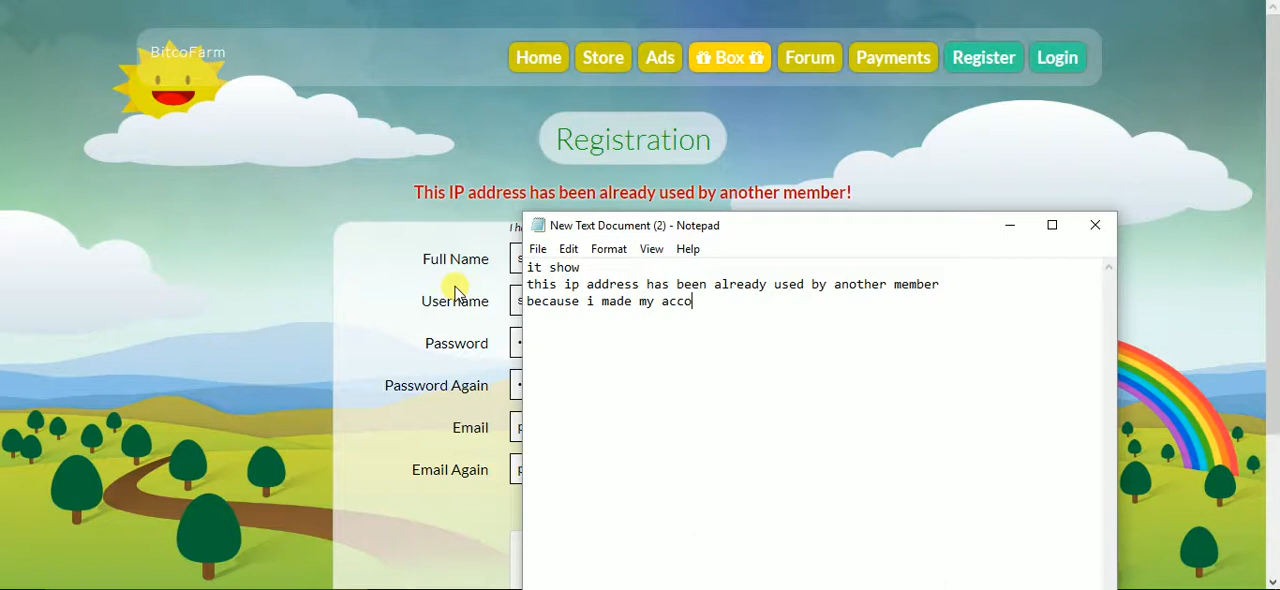 BitcoFarm
Home Store Ads Box Forum Payments Register Login
Registration
This IP address has been already used by another member!
New Text Document (2) - Notepad
File Edit Format View Help
Full Name
Username
Password
Password Again
Email
Email Again
it show
this ip address has been already used by another member
because i made my acco